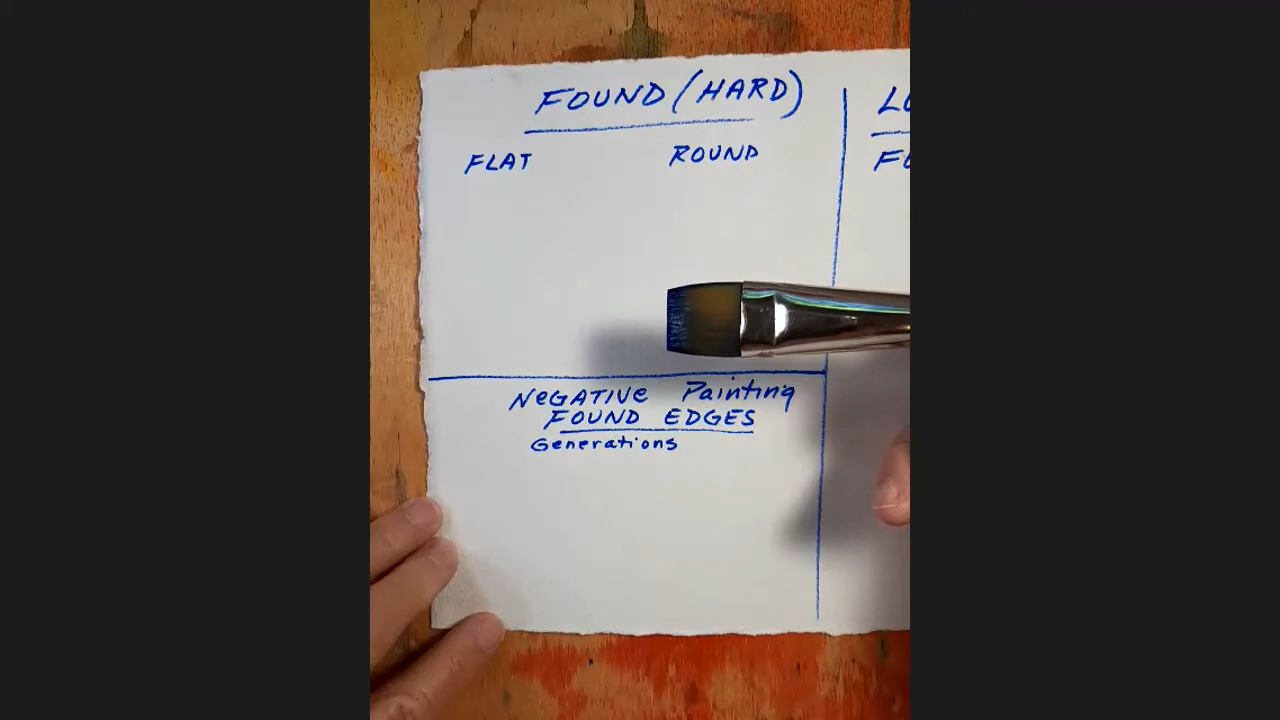 FOUND (HARD)
FLAT
ROUND
NeGATIVe Painting
FOUND EDGES
Generations